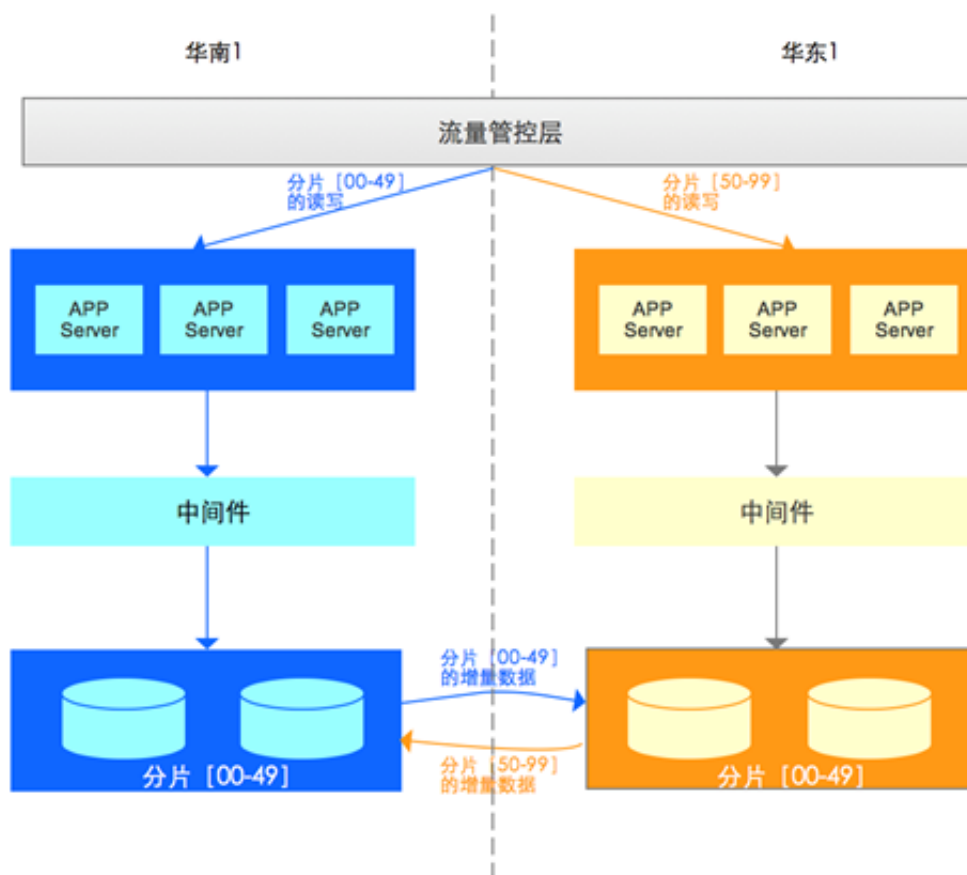 华南1
华东1
流量管控层
分片 [00-49]
的读写
分片 [50-99]
的读写
APP
Server
APP
Server
APP
Server
APP
Server
APP
Server
APP
Server
中间件
中间件
分片 [00-49]
的增量数据
分片 [50-99]
的增量数据
分片 [00-49]
分片 [00-49]